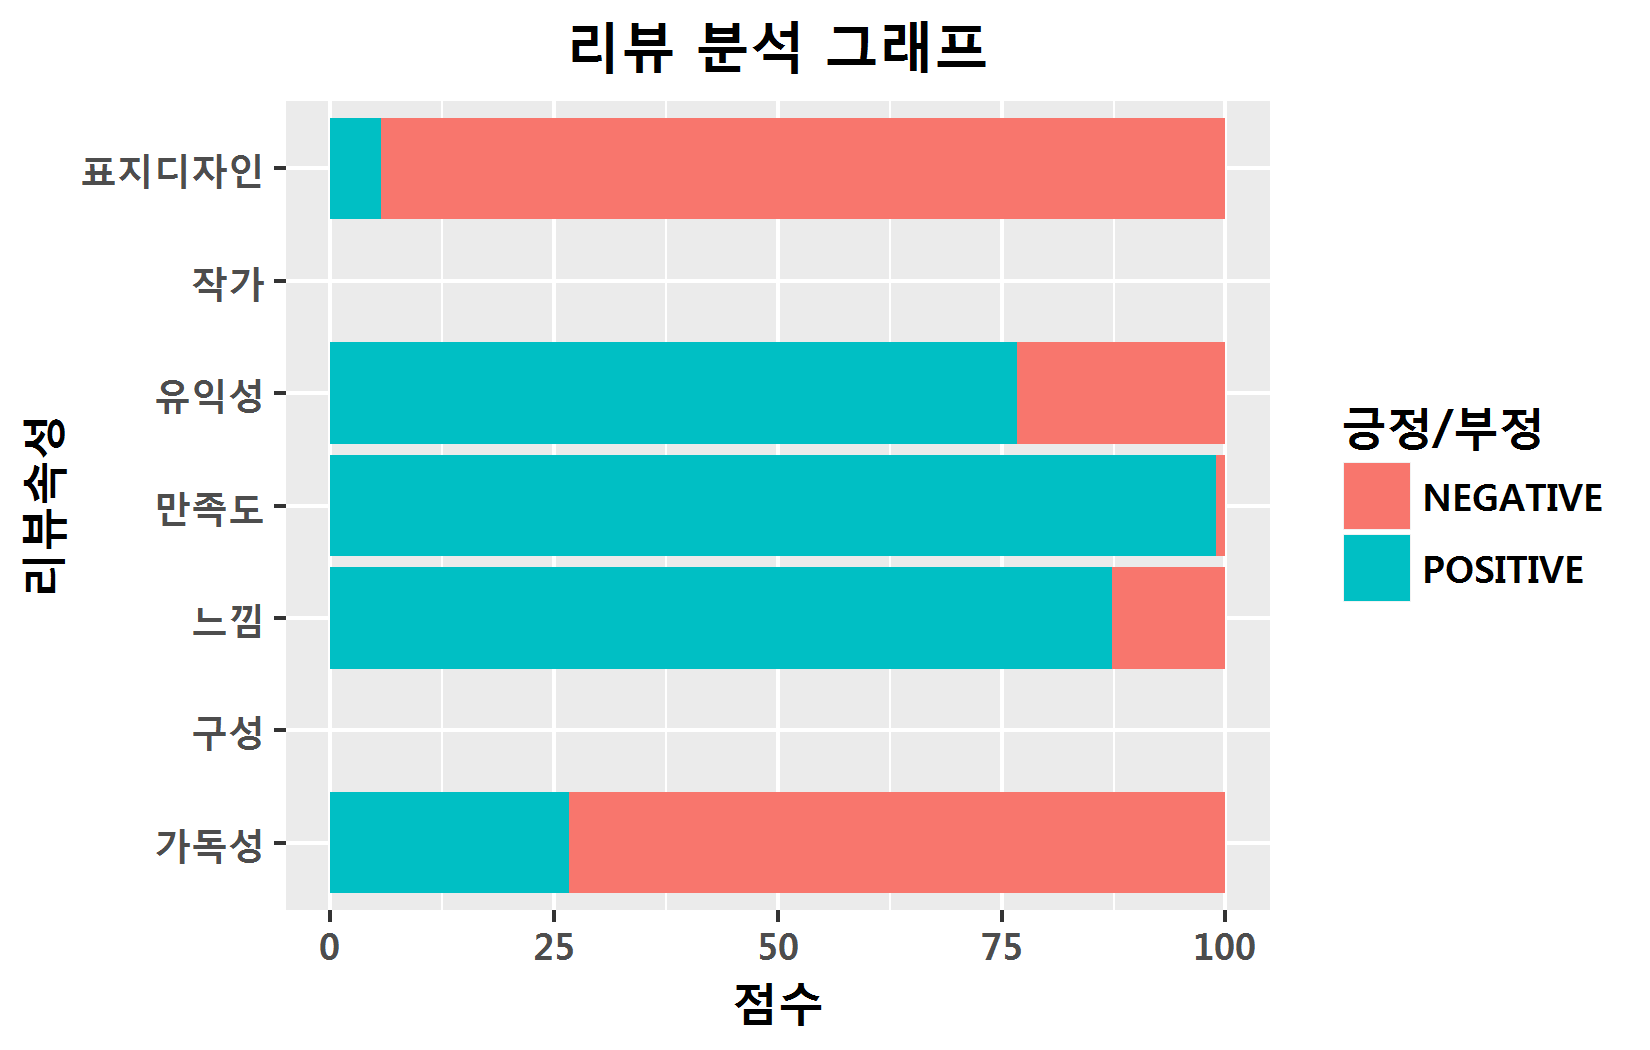 리뷰 분석 그래프
리뷰속성
표지디자인
작가
유익성
만족도
느낌
구성
가독성
0 25 50 75 100
점수
긍정/부정
NEGATIVE
POSITIVE